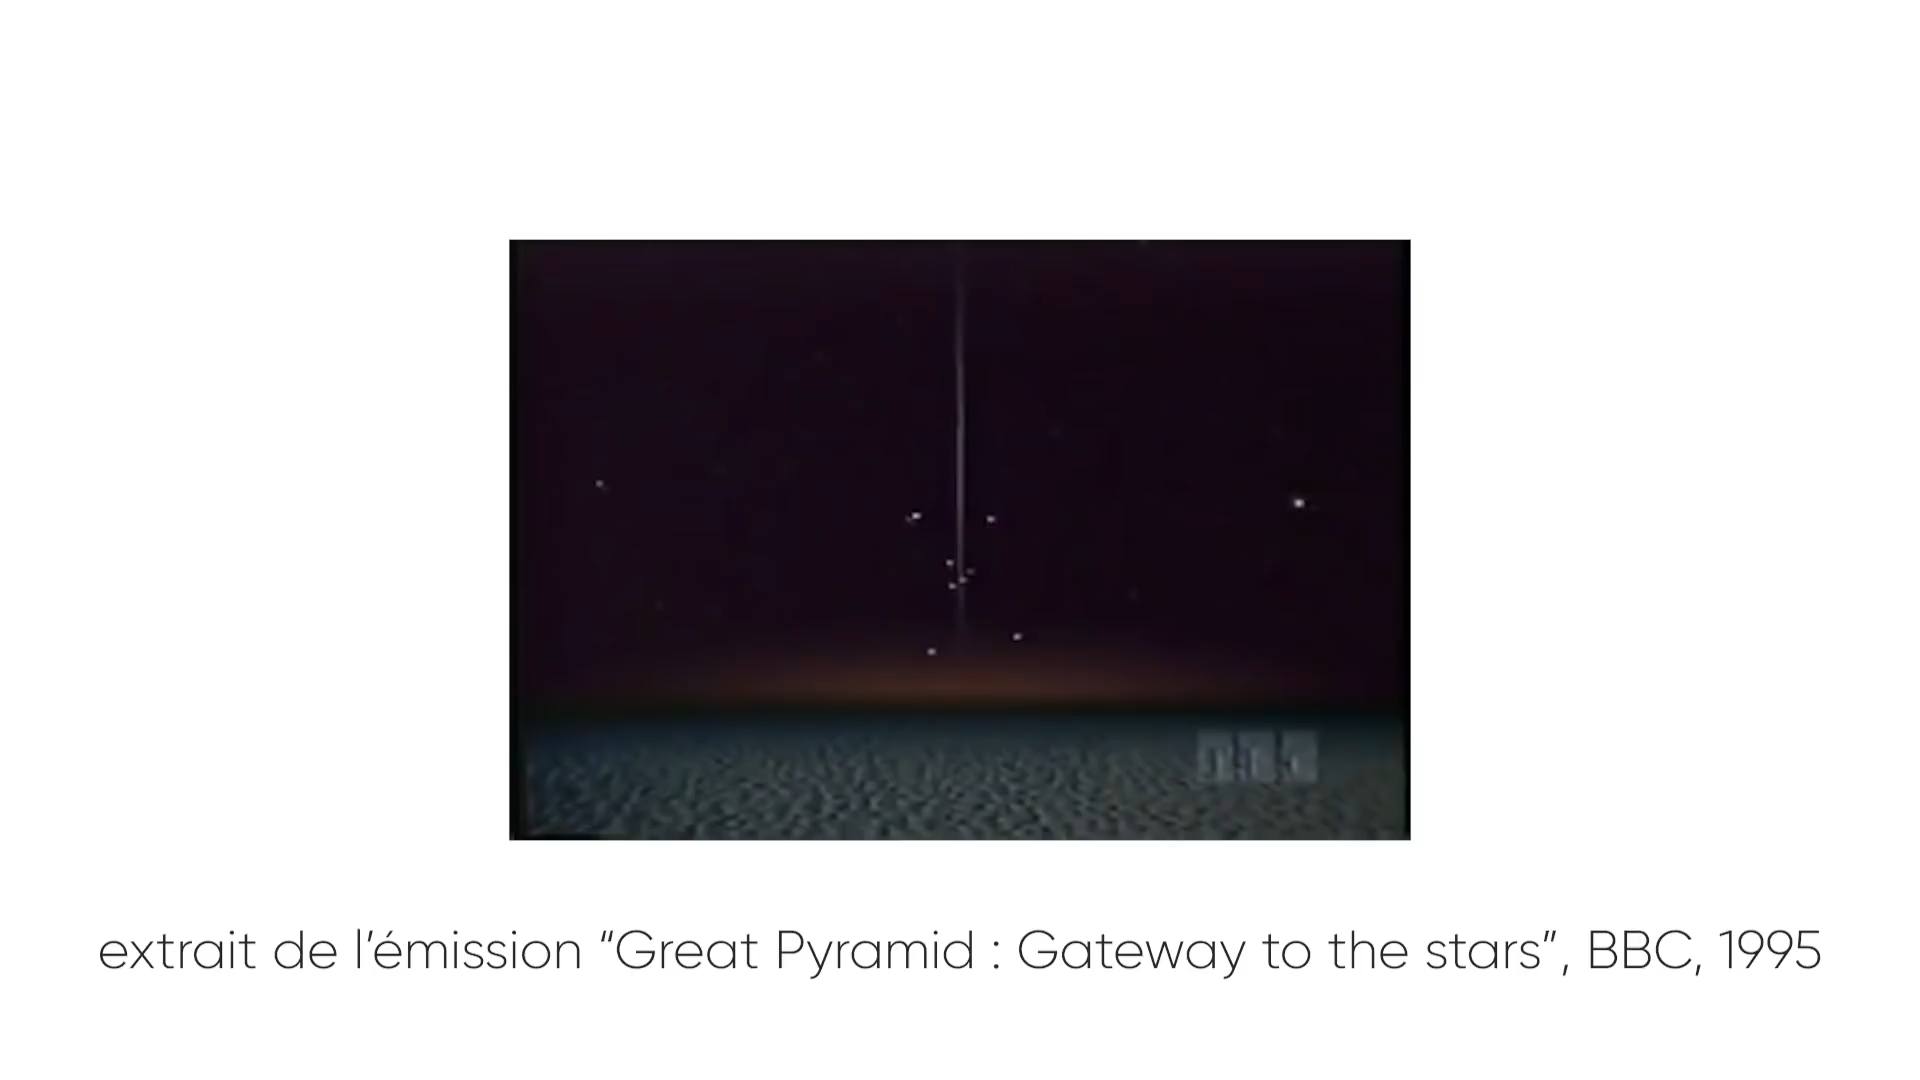 extrait de l’émission “Great Pyramid : Gateway to the stars”, BBC, 1995